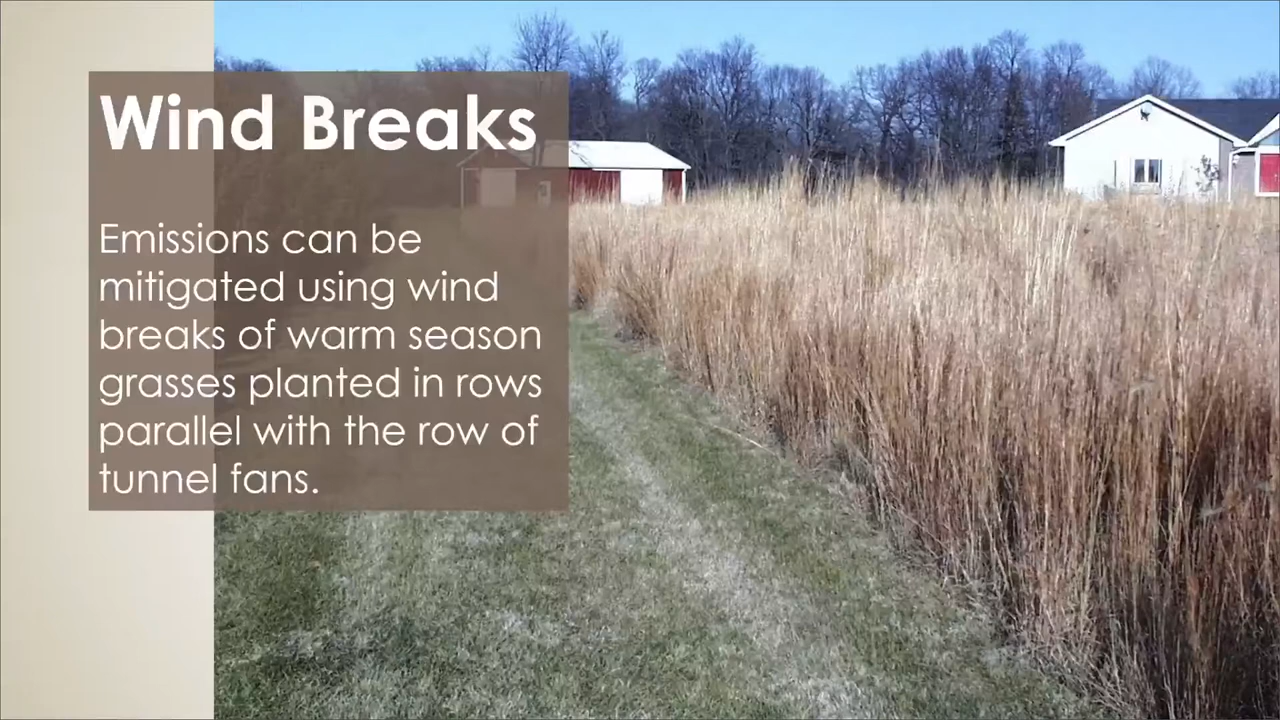 Wind Breaks
Emissions can be
mitigated using wind
breaks of warm season
grasses planted in rows
parallel with the row of
tunnel fans.